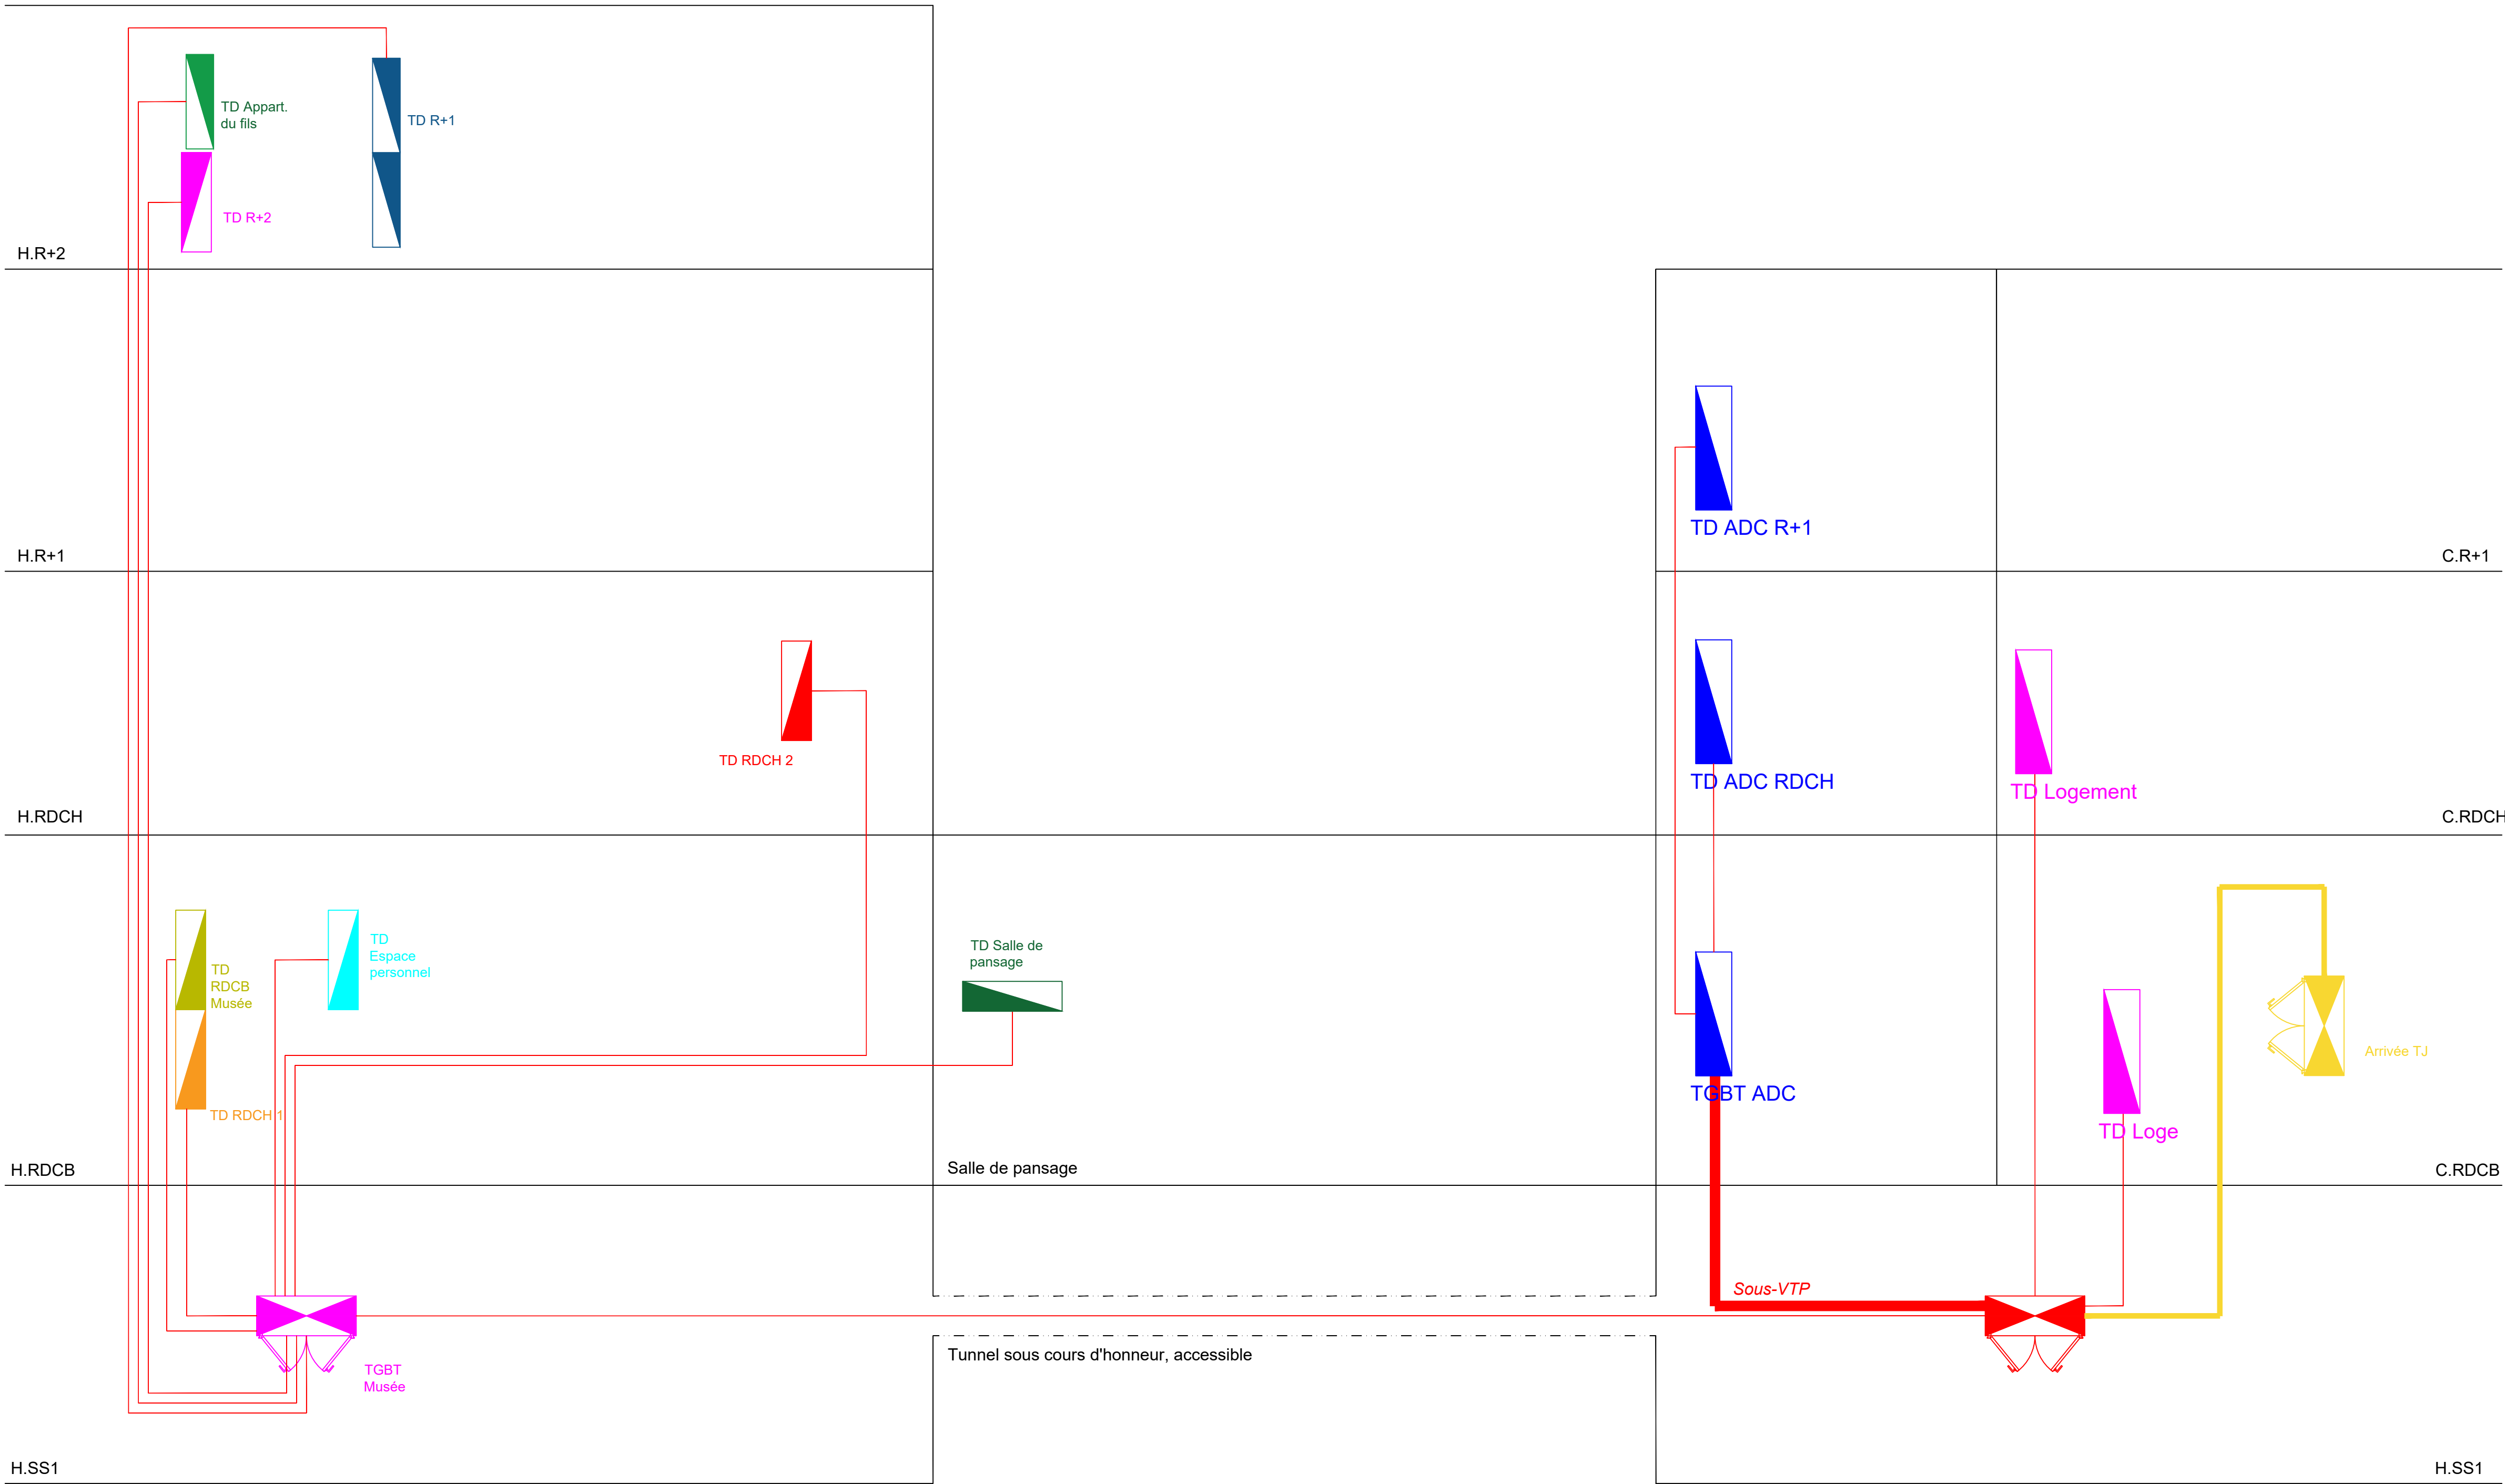 TD Appart.
du fils
TD R+1
TD R+2
H.R+2
TD ADC R+1
H.R+1
C.R+1
TD RDCH 2
TD ADC RDCH
TD Logement
H.RDCH
C.RDCH
TD
RDCB
Musée
TD
Espace
personnel
TD Salle de
pansage
Arrivée TJ
TGBT ADC
TD RDCH 1
TD Loge
H.RDCB
Salle de pansage
C.RDCB
Sous-VTP
Tunnel sous cours d'honneur, accessible
TGBT
Musée
H.SS1
H.SS1